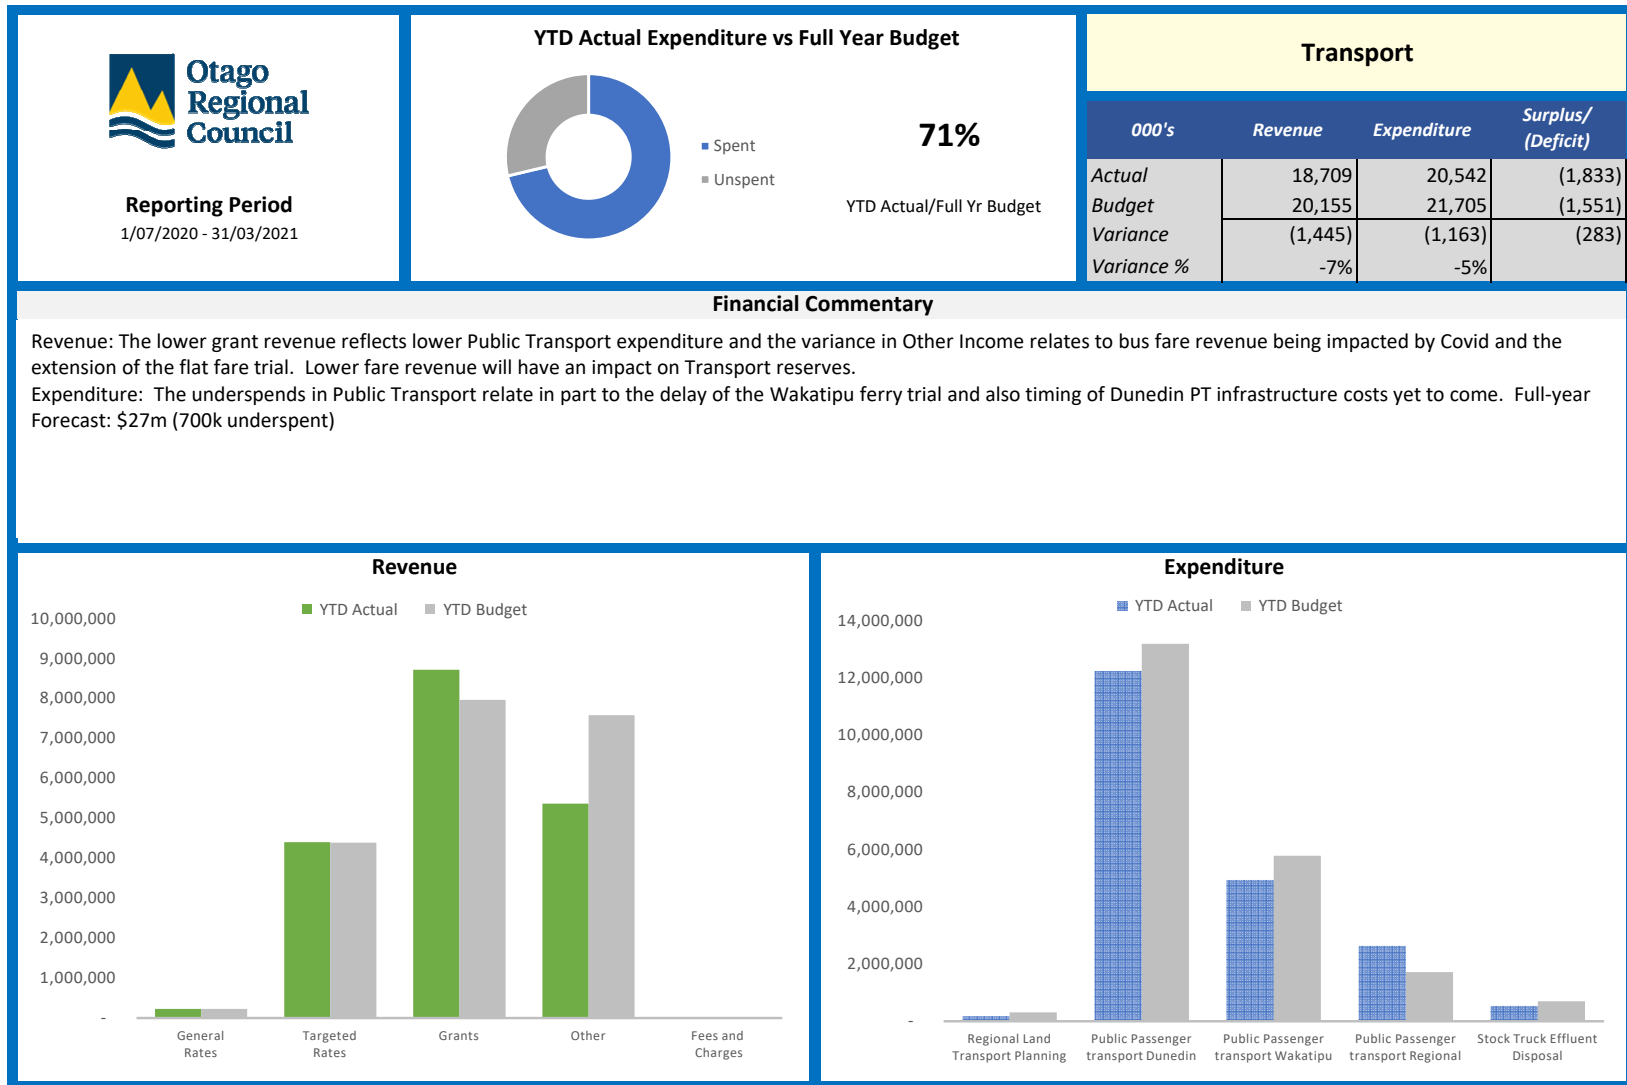 Otago
Regional
Council
Reporting Period
1/07/2020 - 31/03/2021
YTD Actual Expenditure vs Full Year Budget
Spent
Unspent
71%
YTD Actual/Full Yr Budget
Transport
000's Revenue Expenditure Surplus/
(Deficit)
Actual 18,709 20,542 (1,833)
Budget 20,155 21,705 (1,551)
Variance (1,445) (1,163) (283)
Variance % -7% -5%
Financial Commentary
Revenue: The lower grant revenue reflects lower Public Transport expenditure and the variance in Other Income relates to bus fare revenue being impacted by Covid and the
extension of the flat fare trial.  Lower fare revenue will have an impact on Transport reserves.
Expenditure:  The underspends in Public Transport relate in part to the delay of the Wakatipu ferry trial and also timing of Dunedin PT infrastructure costs yet to come.  Full-year
Forecast: $27m (700k underspent)
Revenue
YTD Actual YTD Budget
10,000,000
9,000,000
8,000,000
7,000,000
6,000,000
5,000,000
4,000,000
3,000,000
2,000,000
1,000,000
-
General
Rates
Targeted
Rates
Grants
Other
Fees and
Charges
Expenditure
YTD Actual YTD Budget
14,000,000
12,000,000
10,000,000
8,000,000
6,000,000
4,000,000
2,000,000
-
Regional Land
Transport Planning
Public Passenger
transport Dunedin
Public Passenger
transport Wakatipu
Public Passenger
transport Regional
Stock Truck Effluent
Disposal